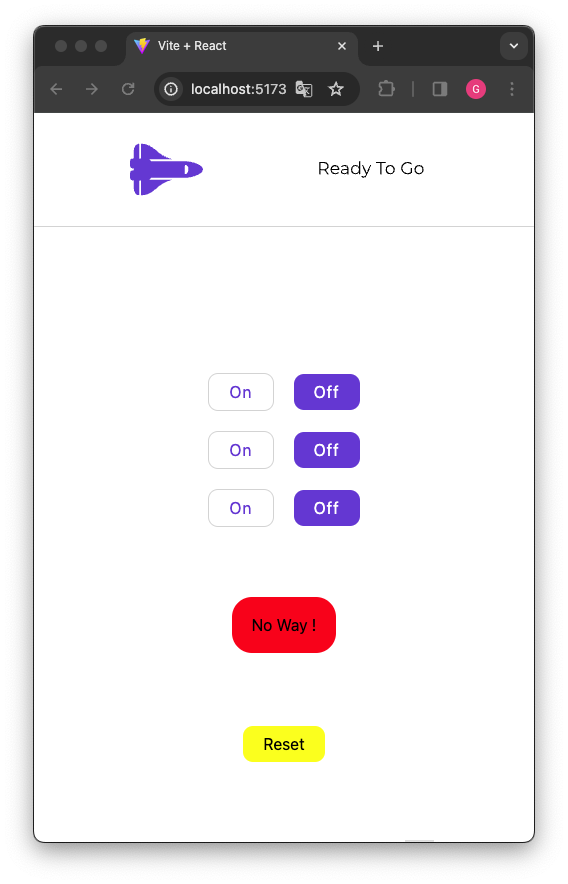 Vite + React
localhost:5173
G
Ready To Go
On Off
On Off
On Off
No Way !
Reset